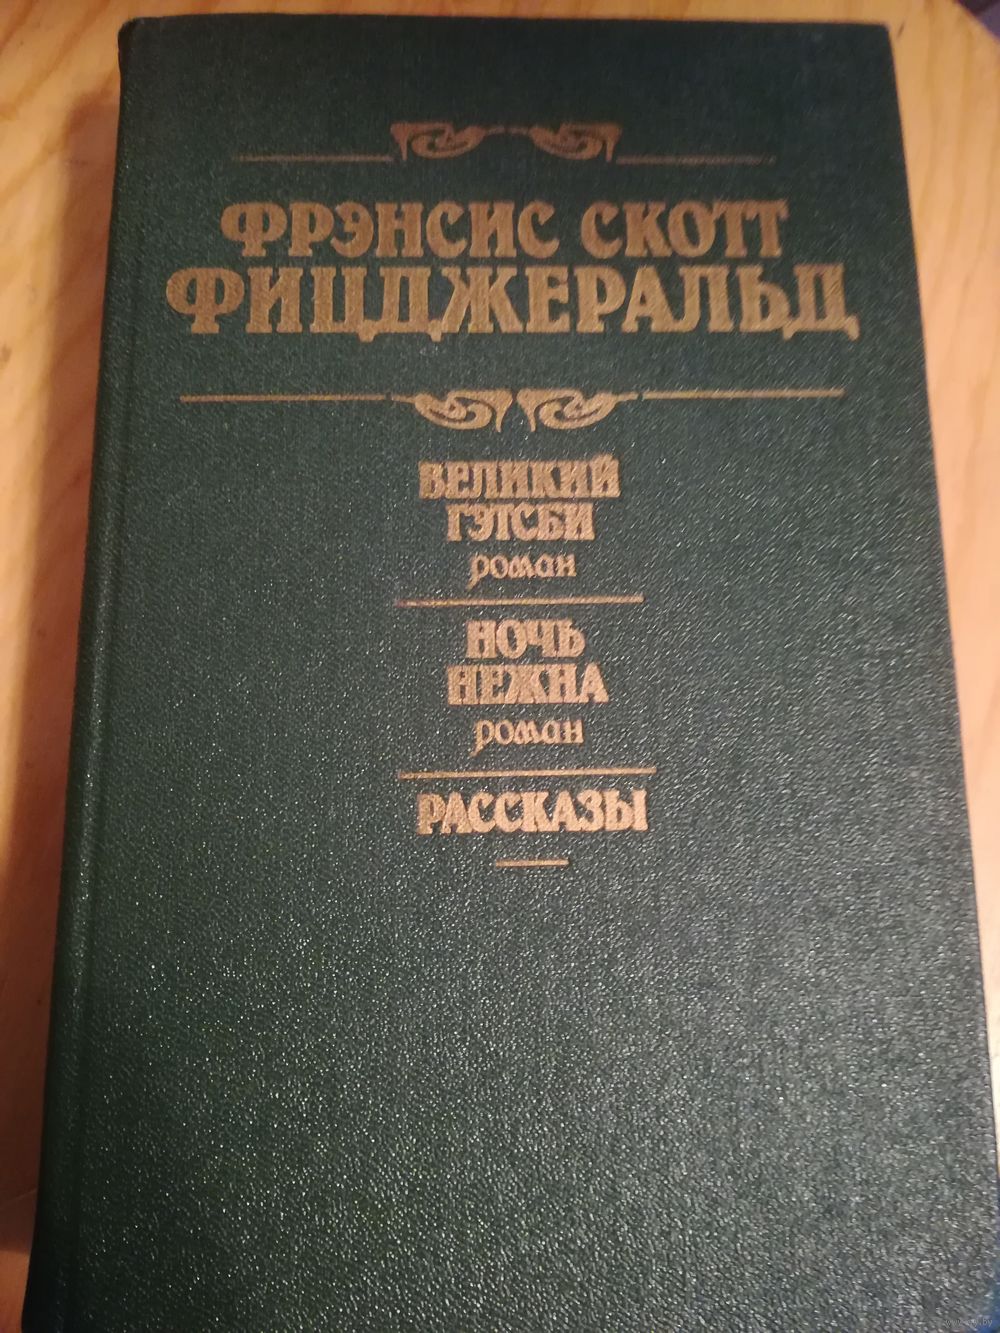 ФРЭНСИС СКОТТ
ФИЦДЖЕРАЛЬД
ВЕЛИКИЙ
ГЭТСБИ
роман
НОЧЬ
НЕЖНА
роман
РАССКАЗЫ